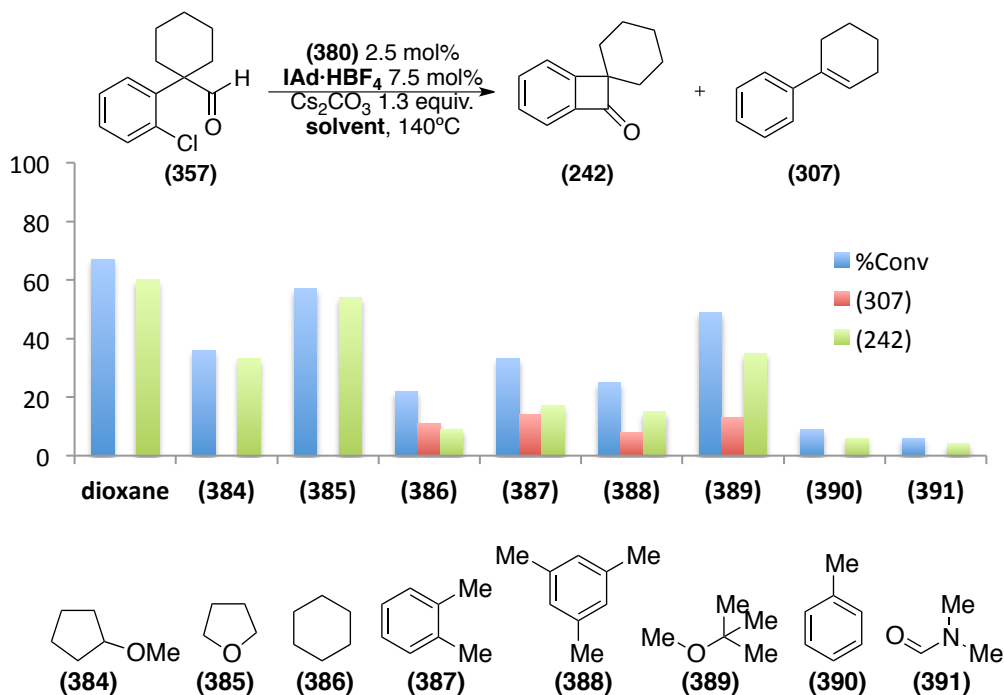 (380) 2.5 mol%
IAd·HBF4 7.5 mol%
Cs2CO3 1.3 equiv.
solvent, 140ºC
H
O
Cl
O
+
(357)
(242)
(307)
100
80
60
40
20
0
%Conv
(307)
(242)
dioxane (384) (385) (386) (387) (388) (389) (390) (391)
Me Me
Me
Me
Me
Me
Me
Me
Me
O
Me
Me
O
N
Me
Me
OMe
O
(384) (385) (386) (387) (388) (389) (390) (391)